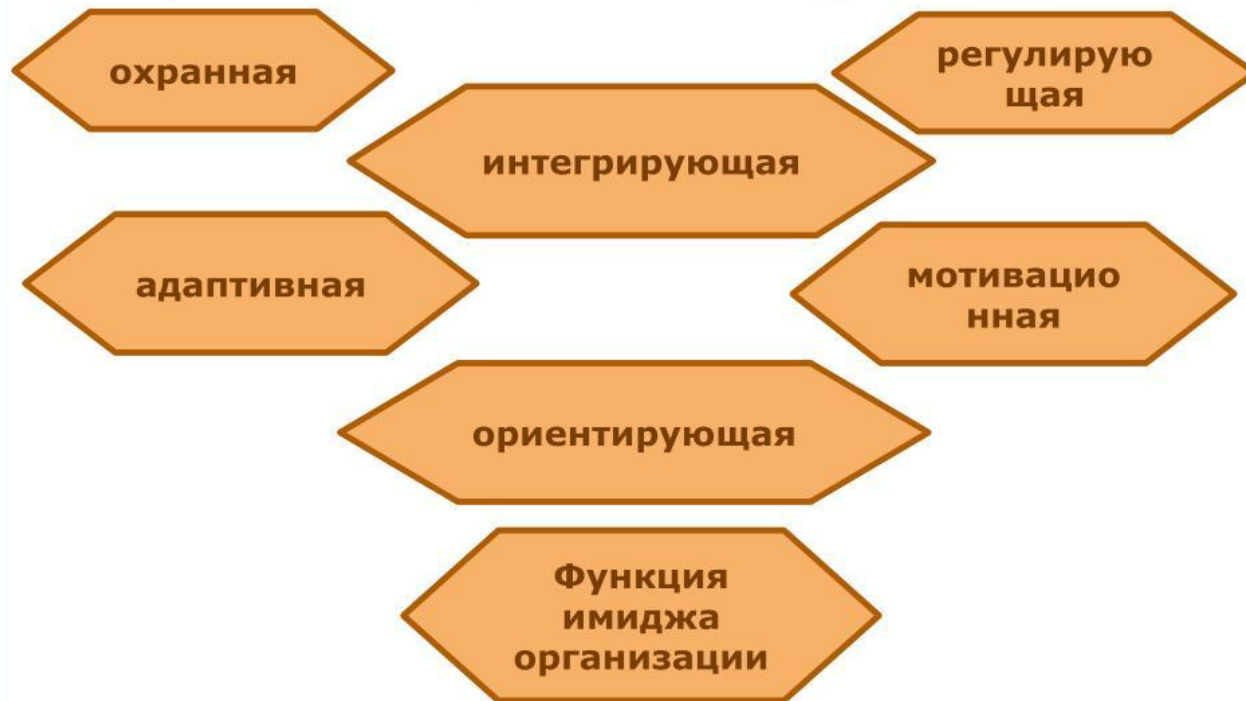 охранная
регулирую
щая
интегрирующая
адаптивная
мотивацио
нная
ориентирующая
Функция
имиджа
организации